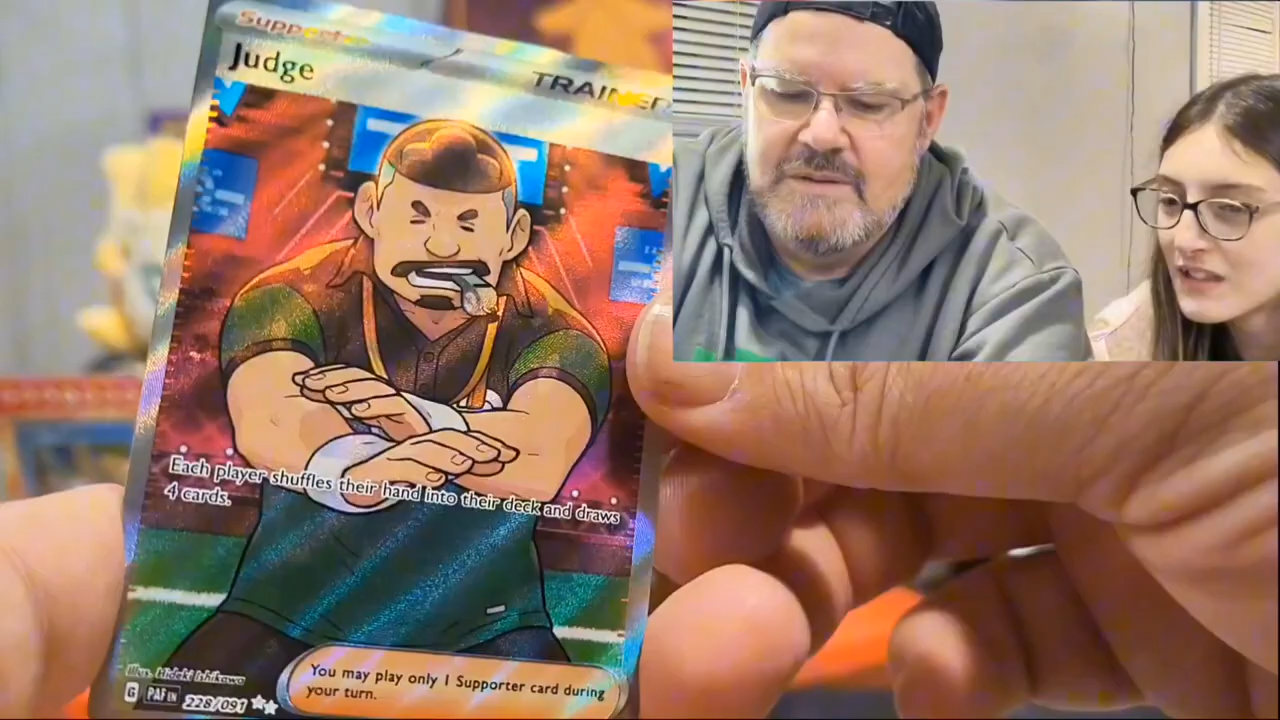 Supporter
Judge
TRAINER
Each player shuffles their hand into their deck and draws
4 cards.
Illus. Hideki Ishikawa
You may play only 1 Supporter card during
your turn.
G PAF EN 228/091